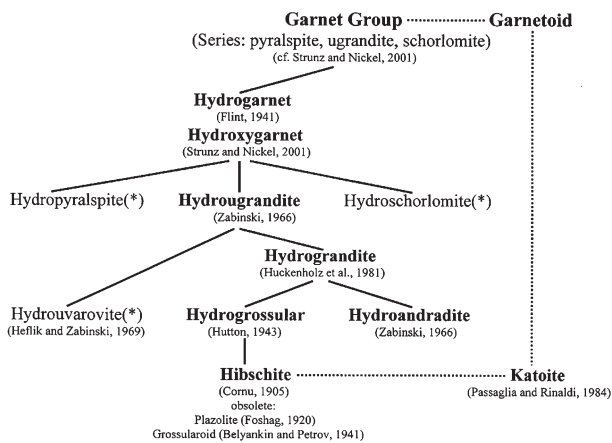 Garnet Group Garnetoid
(Series: pyralspite, ugrandite, schorlomite)
(cf. Strunz and Nickel, 2001)
Hydrogarnet
(Flint, 1941)
Hydroxygarnet
(Strunz and Nickel, 2001)
Hydropyralspite(*) Hydrougrandite Hydroschorlomite(*)
(Zabinski, 1966)
Hydrograndite
(Huckenholz et al., 1981)
Hydrouvarovite(*) Hydrogrossular Hydroandradite
(Heflik and Zabinski, 1969) (Hutton, 1943) (Zabinski, 1966)
Hibschite Katoite
(Cornu, 1905) (Passaglia and Rinaldi, 1984)
obsolete:
Plazolite (Foshag, 1920)
Grossularoid (Belyankin and Petrov, 1941)